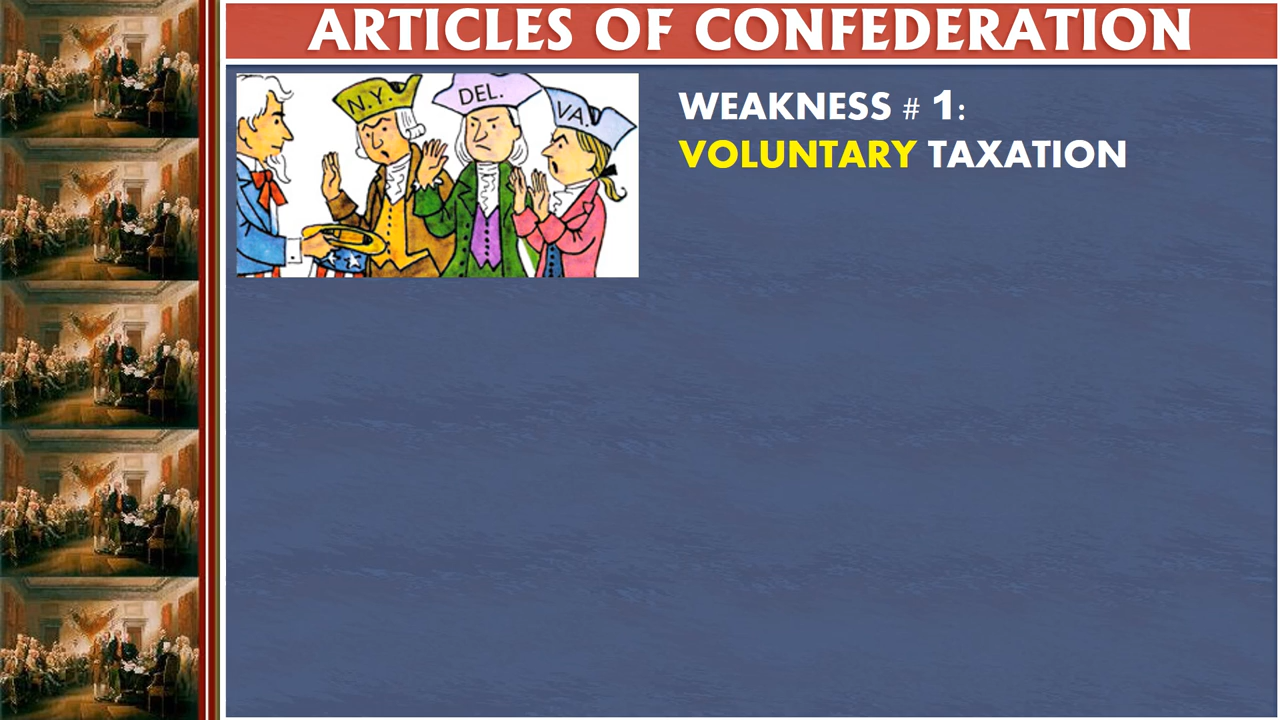 ARTICLES OF CONFEDERATION
N.Y.
DEL.
VA.
WEAKNESS # 1:
VOLUNTARY TAXATION